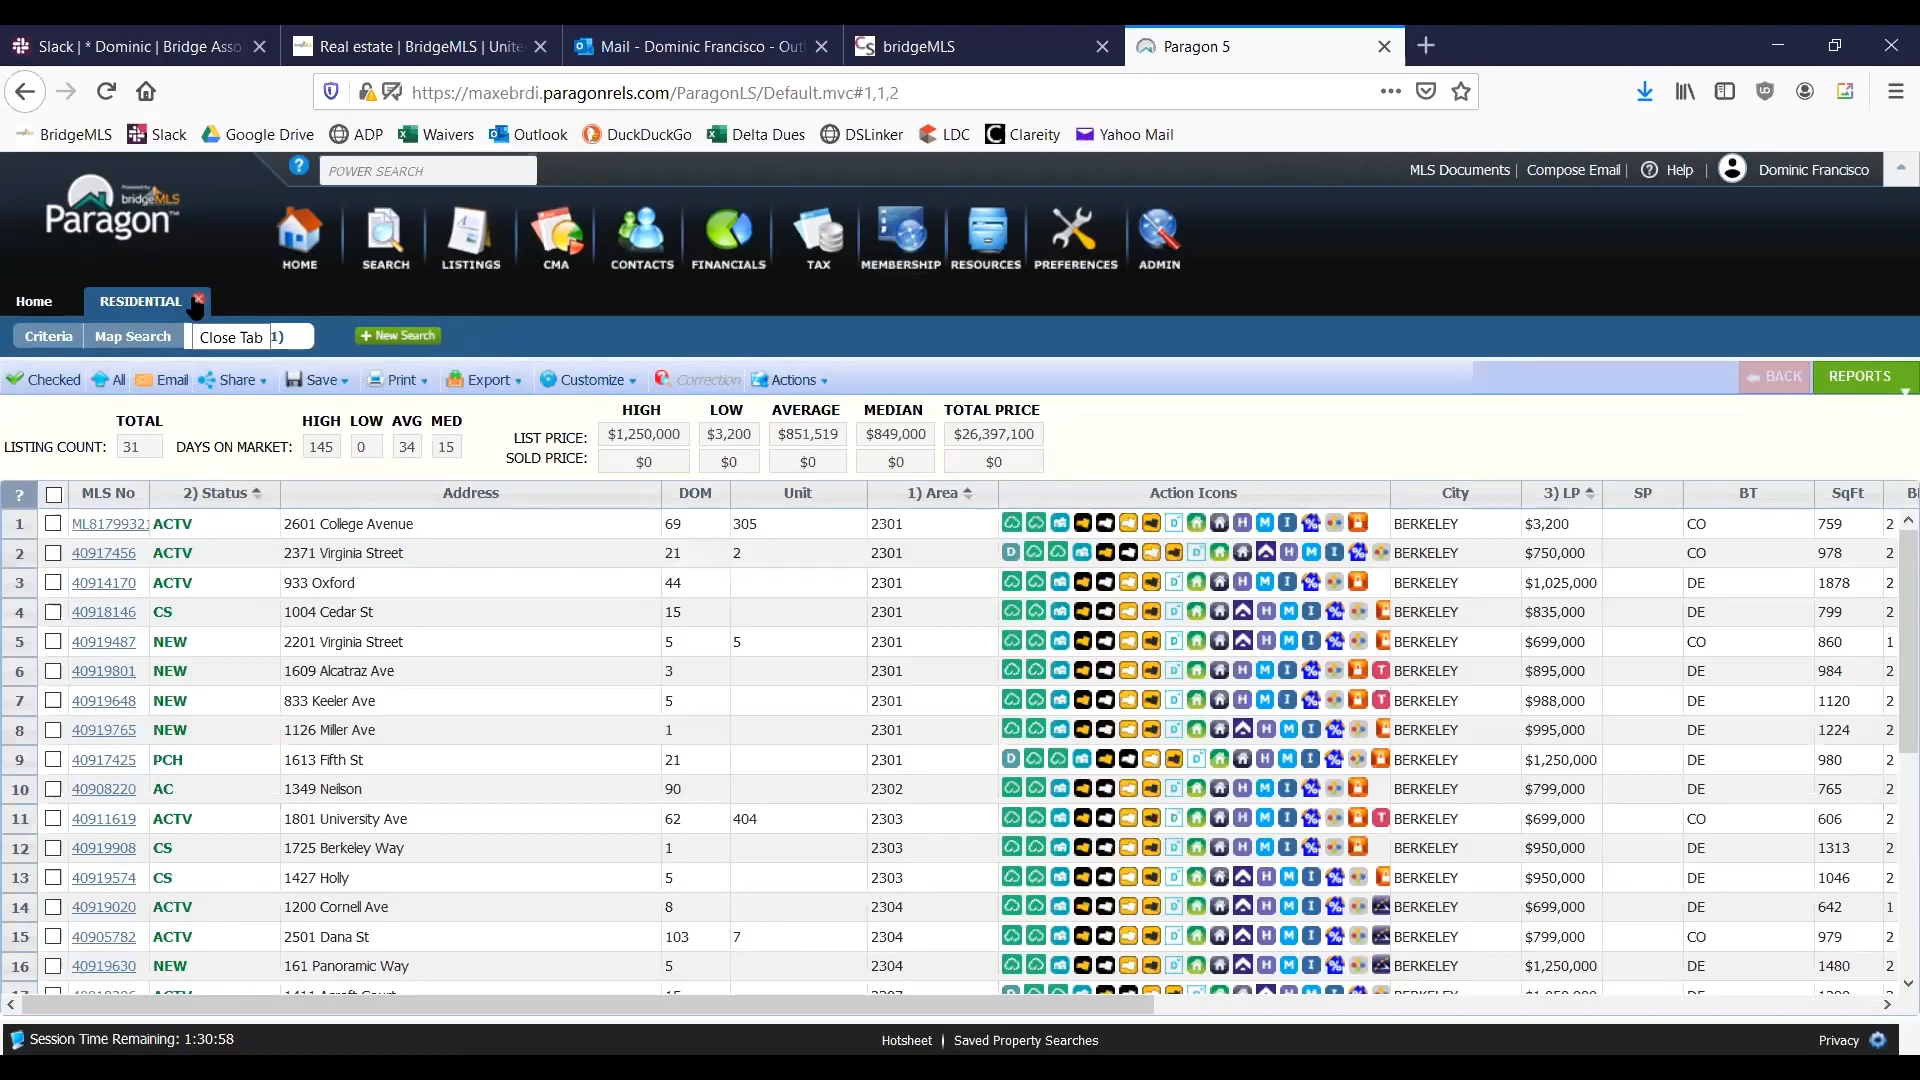 Slack | * Dominic | Bridge Asso
Real estate | BridgeMLS | Unite
Mail - Dominic Francisco - Out
bridgeMLS
Paragon 5
https://maxebrdi.paragonrels.com/ParagonLS/Default.mvc#1,1,2
BridgeMLS Slack Google Drive ADP Waivers Outlook DuckDuckGo Delta Dues DSLinker LDC Clareity Yahoo Mail
Powered by bridgeMLS
Paragon™
POWER SEARCH
MLS Documents | Compose Email | Help | Dominic Francisco
HOME SEARCH LISTINGS CMA CONTACTS FINANCIALS TAX MEMBERSHIP RESOURCES PREFERENCES ADMIN
Home RESIDENTIAL
Criteria Map Search Close Tab 1) + New Search
Checked All Email Share Save Print Export Customize Correction Actions BACK REPORTS
TOTAL HIGH LOW AVG MED HIGH LOW AVERAGE MEDIAN TOTAL PRICE
LISTING COUNT: 31 DAYS ON MARKET: 145 0 34 15
LIST PRICE: $1,250,000 $3,200 $851,519 $849,000 $26,397,100
SOLD PRICE: $0 $0 $0 $0 $0
? MLS No 2) Status Address DOM Unit 1) Area Action Icons City 3) LP SP BT SqFt
1 ML81799321 ACTV 2601 College Avenue 69 305 2301 BERKELEY $3,200 CO 759 2
2 40917456 ACTV 2371 Virginia Street 21 2 2301 BERKELEY $750,000 CO 978 2
3 40914170 ACTV 933 Oxford 44 2301 BERKELEY $1,025,000 DE 1878 2
4 40918146 CS 1004 Cedar St 15 2301 BERKELEY $835,000 DE 799 2
5 40919487 NEW 2201 Virginia Street 5 5 2301 BERKELEY $699,000 CO 860 1
6 40919801 NEW 1609 Alcatraz Ave 3 2301 BERKELEY $895,000 DE 984 2
7 40919648 NEW 833 Keeler Ave 5 2301 BERKELEY $988,000 DE 1120 2
8 40919765 NEW 1126 Miller Ave 1 2301 BERKELEY $995,000 DE 1224 2
9 40917425 PCH 1613 Fifth St 21 2301 BERKELEY $1,250,000 DE 980 2
10 40908220 AC 1349 Neilson 90 2302 BERKELEY $799,000 DE 765 2
11 40911619 ACTV 1801 University Ave 62 404 2303 BERKELEY $699,000 CO 606 2
12 40919908 CS 1725 Berkeley Way 1 2303 BERKELEY $950,000 DE 1313 2
13 40919574 CS 1427 Holly 5 2303 BERKELEY $950,000 DE 1046 2
14 40919020 ACTV 1200 Cornell Ave 8 2304 BERKELEY $699,000 DE 642 1
15 40905782 ACTV 2501 Dana St 103 7 2304 BERKELEY $799,000 CO 979 2
16 40919630 NEW 161 Panoramic Way 5 2304 BERKELEY $1,250,000 DE 1480 2
Session Time Remaining: 1:30:58 Hotsheet | Saved Property Searches Privacy